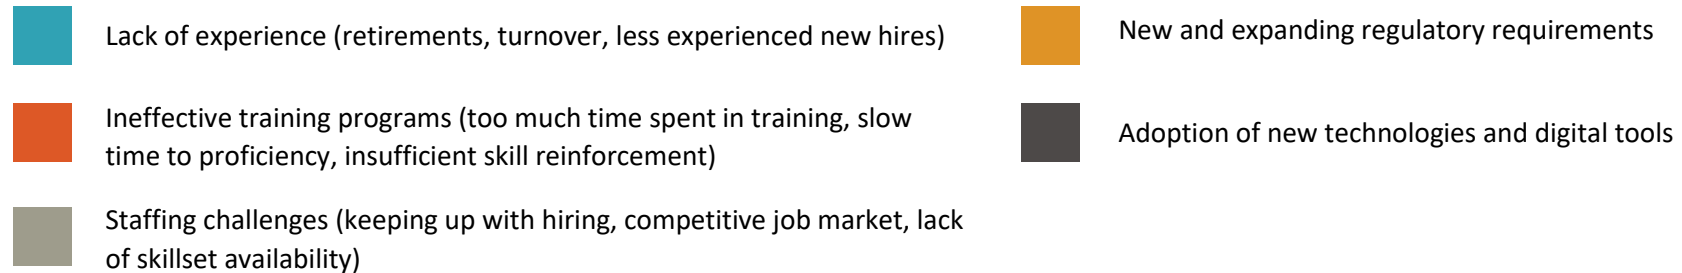 Lack of experience (retirements, turnover, less experienced new hires)
Ineffective training programs (too much time spent in training, slow
time to proficiency, insufficient skill reinforcement)
Staffing challenges (keeping up with hiring, competitive job market, lack
of skillset availability)
New and expanding regulatory requirements
Adoption of new technologies and digital tools